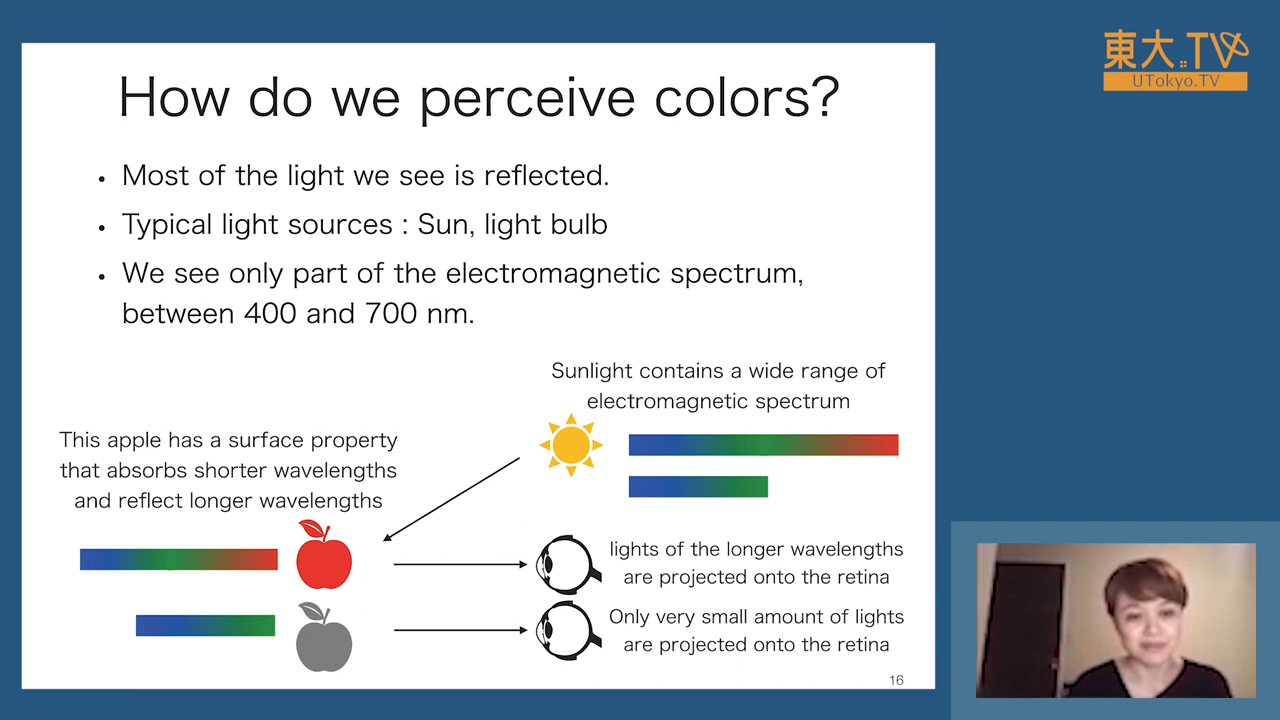 東大.TV
UTokyo.TV
How do we perceive colors?
• Most of the light we see is reflected.
• Typical light sources : Sun, light bulb
• We see only part of the electromagnetic spectrum,
between 400 and 700 nm.
Sunlight contains a wide range of
electromagnetic spectrum
This apple has a surface property
that absorbs shorter wavelengths
and reflect longer wavelengths
lights of the longer wavelengths
are projected onto the retina
Only very small amount of lights
are projected onto the retina
16